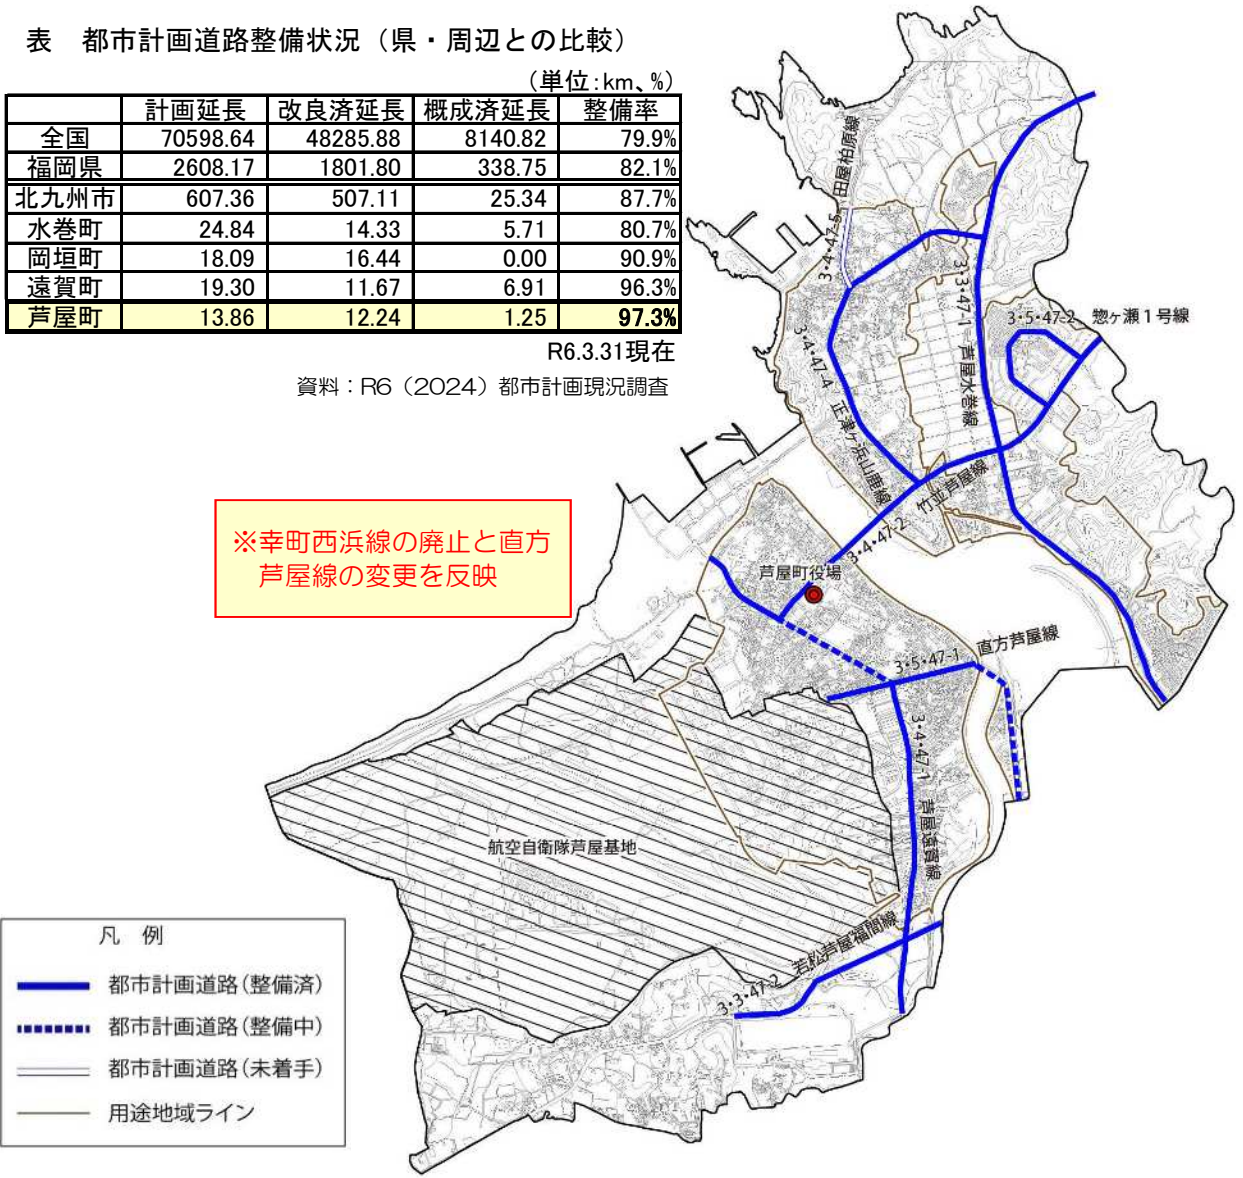 表　都市計画道路整備状況（県・周辺との比較）
（単位:km、%）
計画延長 改良済延長 概成済延長 整備率
全国 70598.64 48285.88 8140.82 79.9%
福岡県 2608.17 1801.80 338.75 82.1%
北九州市 607.36 507.11 25.34 87.7%
水巻町 24.84 14.33 5.71 80.7%
岡垣町 18.09 16.44 0.00 90.9%
遠賀町 19.30 11.67 6.91 96.3%
芦屋町 13.86 12.24 1.25 97.3%
R6.3.31現在
資料：R6（2024）都市計画現況調査
※幸町西浜線の廃止と直方
芦屋線の変更を反映
3・4・47-5 田屋柏原線
3・3・47-1 芦屋水巻線
3・5・47-2 惣ヶ瀬１号線
3・4・47-4 正津ヶ浜山鹿線
3・4・47-2 竹並芦屋線
芦屋町役場
3・5・47-1 直方芦屋線
3・4・47-1 芦屋遠賀線
航空自衛隊芦屋基地
3・3・47-2 若松芦屋福間線
凡 例
都市計画道路(整備済)
都市計画道路(整備中)
都市計画道路(未着手)
用途地域ライン